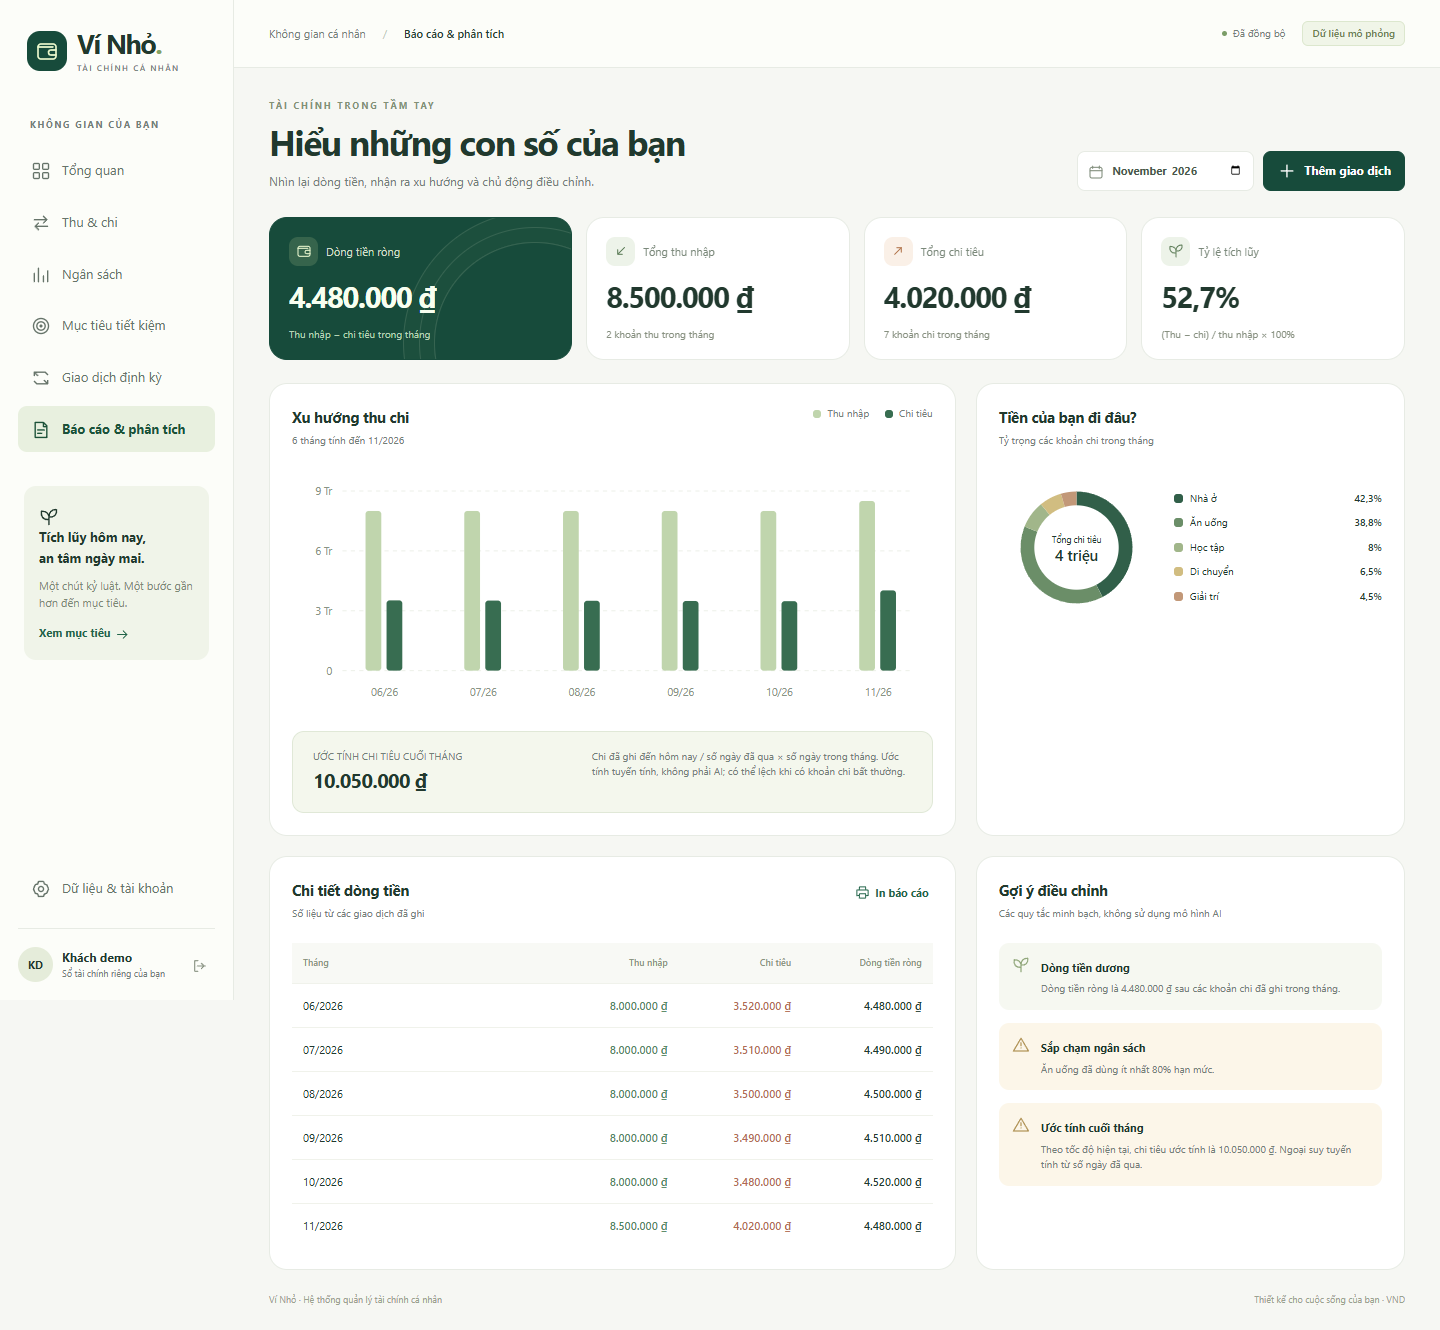 Ví Nhỏ.
TÀI CHÍNH CÁ NHÂN
KHÔNG GIAN CỦA BẠN
Tổng quan
Thu & chi
Ngân sách
Mục tiêu tiết kiệm
Giao dịch định kỳ
Báo cáo & phân tích
Tích lũy hôm nay,
an tâm ngày mai.
Một chút kỷ luật. Một bước gần
hơn đến mục tiêu.
Xem mục tiêu →
Dữ liệu & tài khoản
KD
Khách demo
Sổ tài chính riêng của bạn
Không gian cá nhân / Báo cáo & phân tích
Đã đồng bộ
Dữ liệu mô phỏng
TÀI CHÍNH TRONG TẦM TAY
Hiểu những con số của bạn
Nhìn lại dòng tiền, nhận ra xu hướng và chủ động điều chỉnh.
November 2026
Thêm giao dịch
Dòng tiền ròng
4.480.000 ₫
Thu nhập − chi tiêu trong tháng
Tổng thu nhập
8.500.000 ₫
2 khoản thu trong tháng
Tổng chi tiêu
4.020.000 ₫
7 khoản chi trong tháng
Tỷ lệ tích lũy
52,7%
(Thu − chi) / thu nhập × 100%
Xu hướng thu chi
6 tháng tính đến 11/2026
Thu nhập Chi tiêu
9 Tr
6 Tr
3 Tr
0
06/26 07/26 08/26 09/26 10/26 11/26
ƯỚC TÍNH CHI TIÊU CUỐI THÁNG
10.050.000 ₫
Chi đã ghi đến hôm nay / số ngày đã qua × số ngày trong tháng. Ước
tính tuyến tính, không phải AI; có thể lệch khi có khoản chi bất thường.
Tiền của bạn đi đâu?
Tỷ trọng các khoản chi trong tháng
Tổng chi tiêu
4 triệu
Nhà ở 42,3%
Ăn uống 38,8%
Học tập 8%
Di chuyển 6,5%
Giải trí 4,5%
Chi tiết dòng tiền
Số liệu từ các giao dịch đã ghi
In báo cáo
Tháng Thu nhập Chi tiêu Dòng tiền ròng
06/2026 8.000.000 ₫ 3.520.000 ₫ 4.480.000 ₫
07/2026 8.000.000 ₫ 3.510.000 ₫ 4.490.000 ₫
08/2026 8.000.000 ₫ 3.500.000 ₫ 4.500.000 ₫
09/2026 8.000.000 ₫ 3.490.000 ₫ 4.510.000 ₫
10/2026 8.000.000 ₫ 3.480.000 ₫ 4.520.000 ₫
11/2026 8.500.000 ₫ 4.020.000 ₫ 4.480.000 ₫
Gợi ý điều chỉnh
Các quy tắc minh bạch, không sử dụng mô hình AI
Dòng tiền dương
Dòng tiền ròng là 4.480.000 ₫ sau các khoản chi đã ghi trong tháng.
Sắp chạm ngân sách
Ăn uống đã dùng ít nhất 80% hạn mức.
Ước tính cuối tháng
Theo tốc độ hiện tại, chi tiêu ước tính là 10.050.000 ₫. Ngoại suy tuyến
tính từ số ngày đã qua.
Ví Nhỏ · Hệ thống quản lý tài chính cá nhân
Thiết kế cho cuộc sống của bạn · VND